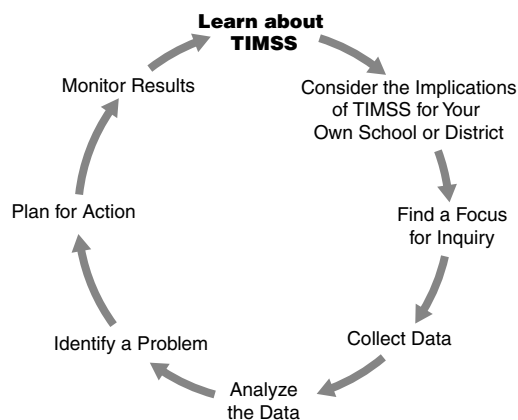 Learn about
TIMSS
Consider the Implications
of TIMSS for Your
Own School or District
Find a Focus
for Inquiry
Collect Data
Analyze
the Data
Identify a Problem
Plan for Action
Monitor Results